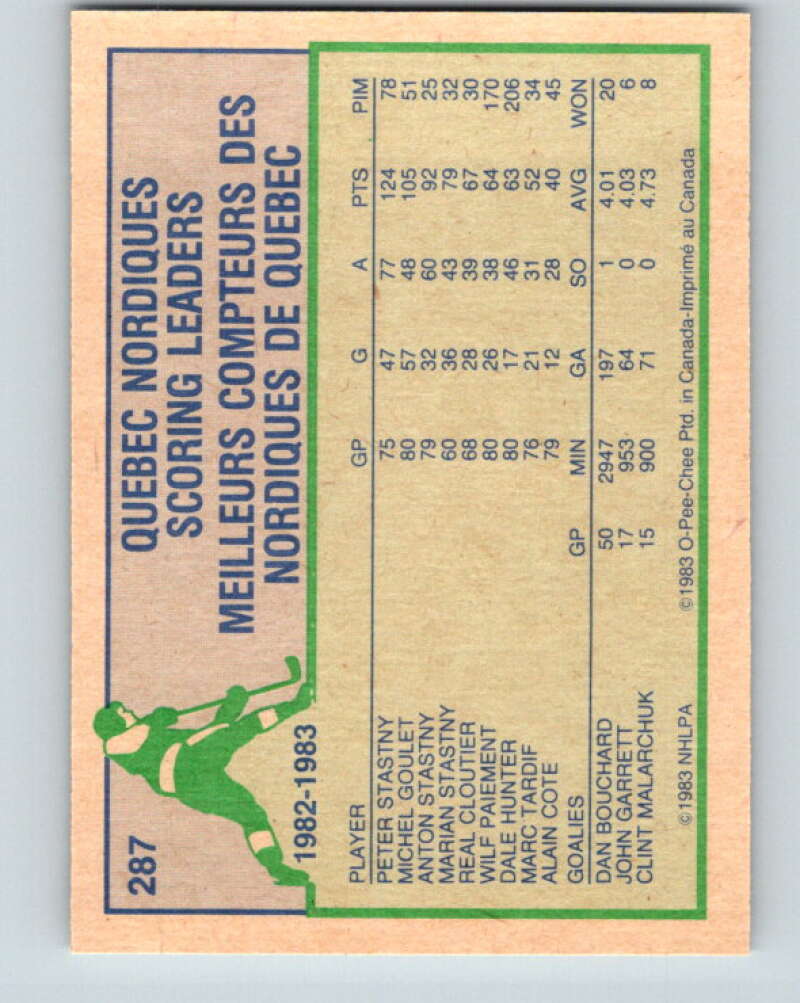 287
QUEBEC NORDIQUES
SCORING LEADERS
MEILLEURS COMPTEURS DES
NORDIQUES DE QUEBEC
1982-1983
PLAYER GP G A PTS PIM
PETER STASTNY 75 47 77 124 78
MICHEL GOULET 80 57 48 105 51
ANTON STASTNY 79 32 60 92 25
MARIAN STASTNY 60 36 43 79 32
REAL CLOUTIER 68 28 39 67 30
WILF PAIEMENT 80 26 38 64 170
DALE HUNTER 80 17 46 63 206
MARC TARDIF 76 21 31 52 34
ALAIN COTE 79 12 28 40 45
GOALIES GP MIN GA SO AVG WON
DAN BOUCHARD 50 2947 197 1 4.01 20
JOHN GARRETT 17 953 64 0 4.03 6
CLINT MALARCHUK 15 900 71 0 4.73 8
©1983 NHLPA ©1983 O-Pee-Chee Ptd. in Canada-Imprimé au Canada